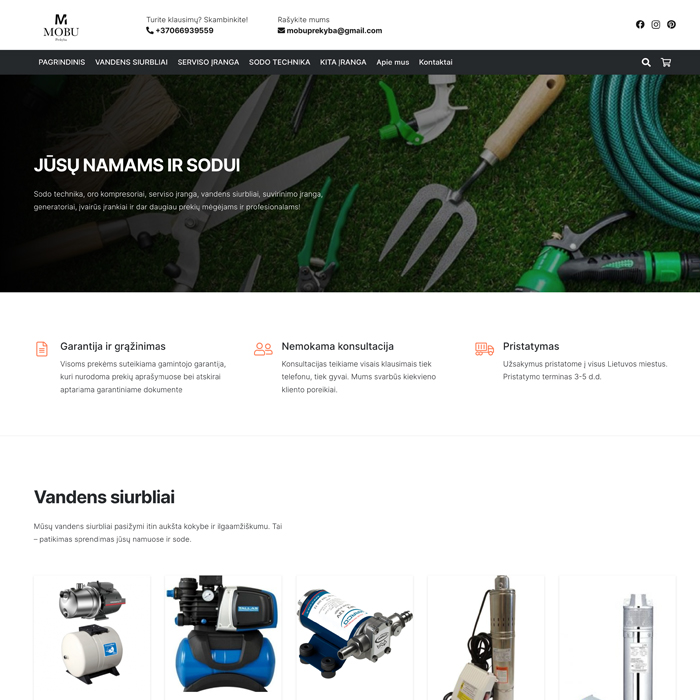 M
MOBU
Prekyba
Turite klausimų? Skambinkite!
+37066939559
Rašykite mums
mobuprekyba@gmail.com
PAGRINDINIS VANDENS SIURBLIAI SERVISO ĮRANGA SODO TECHNIKA KITA ĮRANGA Apie mus Kontaktai
JŪSŲ NAMAMS IR SODUI
Sodo technika, oro kompresoriai, serviso įranga, vandens siurbliai, suvirinimo įranga,
generatoriai, įvairūs įrankiai ir dar daugiau prekių mėgėjams ir profesionalams!
Garantija ir grąžinimas
Visoms prekėms suteikiama gamintojo garantija,
kuri nurodoma prekių aprašymuose bei atskirai
aptariama garantiniame dokumente
Nemokama konsultacija
Konsultacijas teikiame visais klausimais tiek
telefonu, tiek gyvai. Mums svarbūs kiekvieno
kliento poreikiai.
Pristatymas
Užsakymus pristatome į visus Lietuvos miestus.
Pristatymo terminas 3-5 d.d.
Vandens siurbliai
Mūsų vandens siurbliai pasižymi itin aukšta kokybe ir ilgaamžiškumu. Tai
– patikimas sprendimas jūsų namuose ir sode.